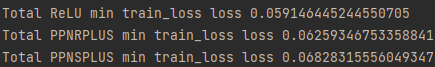 Total ReLU min train_loss loss 0.059146445244550705
Total PPNRPLUS min train_loss loss 0.06259346753358841
Total PPNSPLUS min train_loss loss 0.06828315556049347